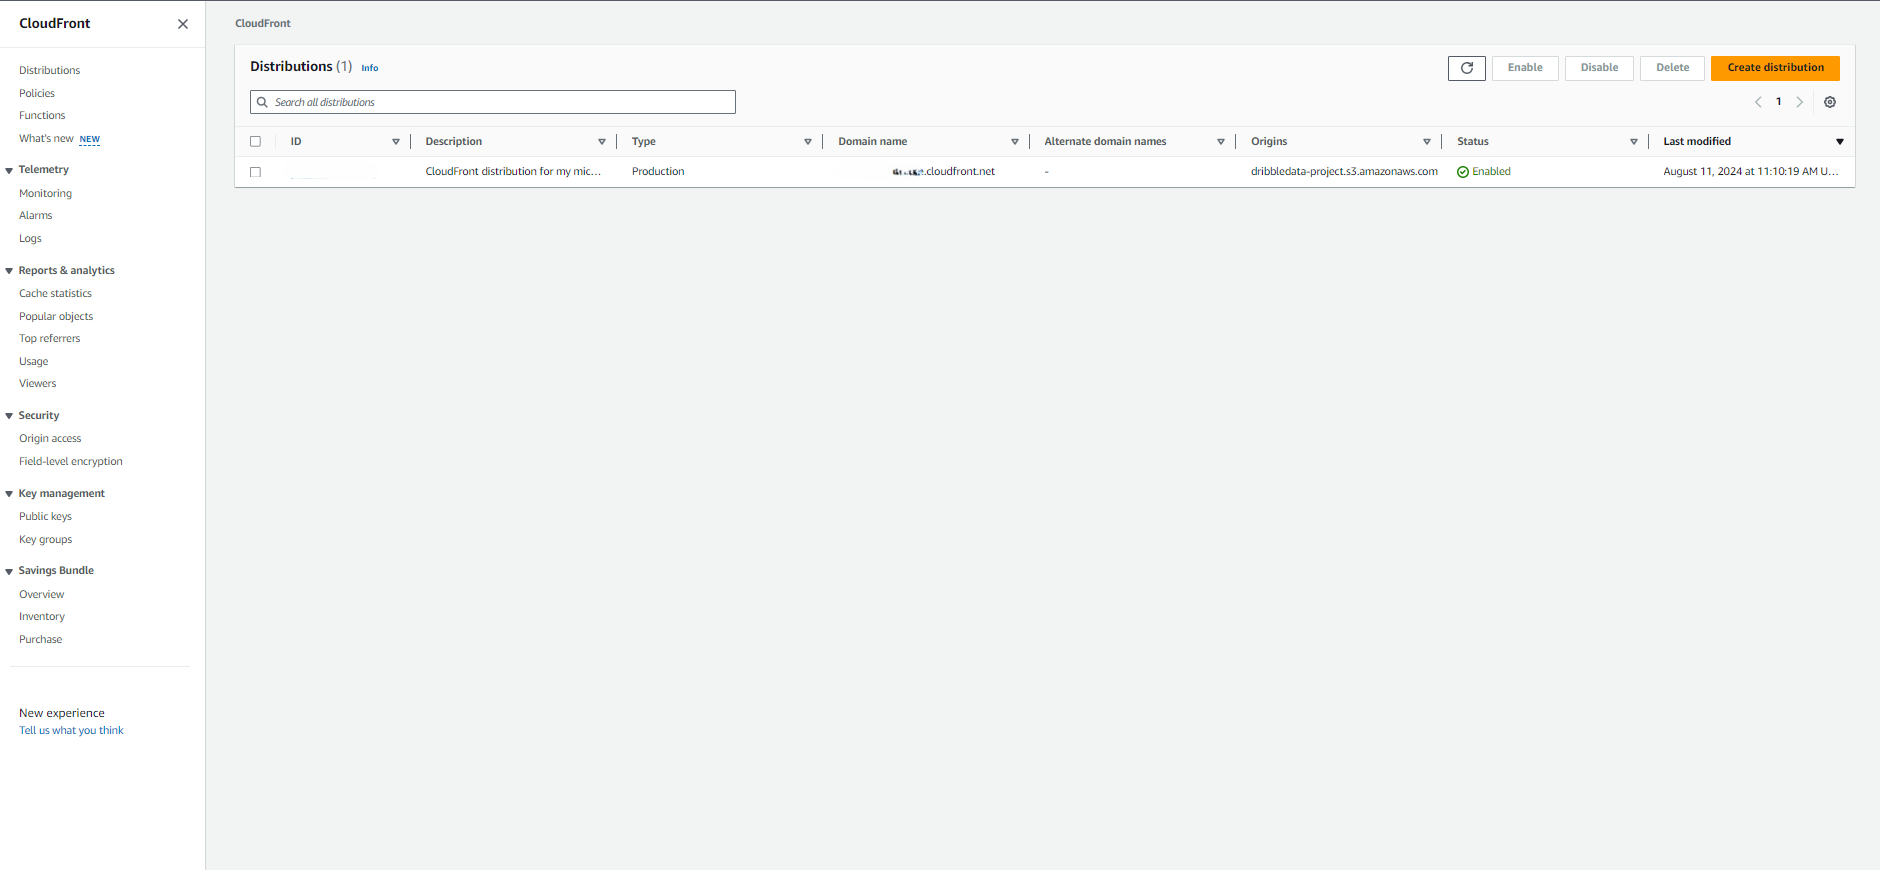 CloudFront
Distributions
Policies
Functions
What's new NEW
Telemetry
Monitoring
Alarms
Logs
Reports & analytics
Cache statistics
Popular objects
Top referrers
Usage
Viewers
Security
Origin access
Field-level encryption
Key management
Public keys
Key groups
Savings Bundle
Overview
Inventory
Purchase
New experience
Tell us what you think
CloudFront
Distributions (1) Info
Enable Disable Delete Create distribution
Search all distributions
1
ID Description Type Domain name Alternate domain names Origins Status Last modified
CloudFront distribution for my mic... Production .cloudfront.net - dribbledata-project.s3.amazonaws.com Enabled August 11, 2024 at 11:10:19 AM U...